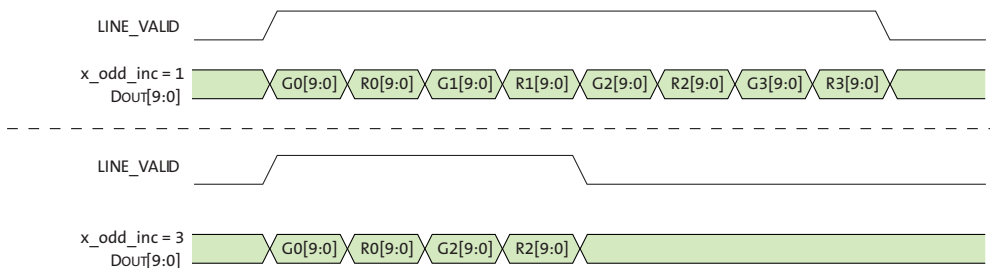 LINE_VALID
x_odd_inc = 1
DOUT[9:0]
G0[9:0] R0[9:0] G1[9:0] R1[9:0] G2[9:0] R2[9:0] G3[9:0] R3[9:0]
LINE_VALID
x_odd_inc = 3
DOUT[9:0]
G0[9:0] R0[9:0] G2[9:0] R2[9:0]